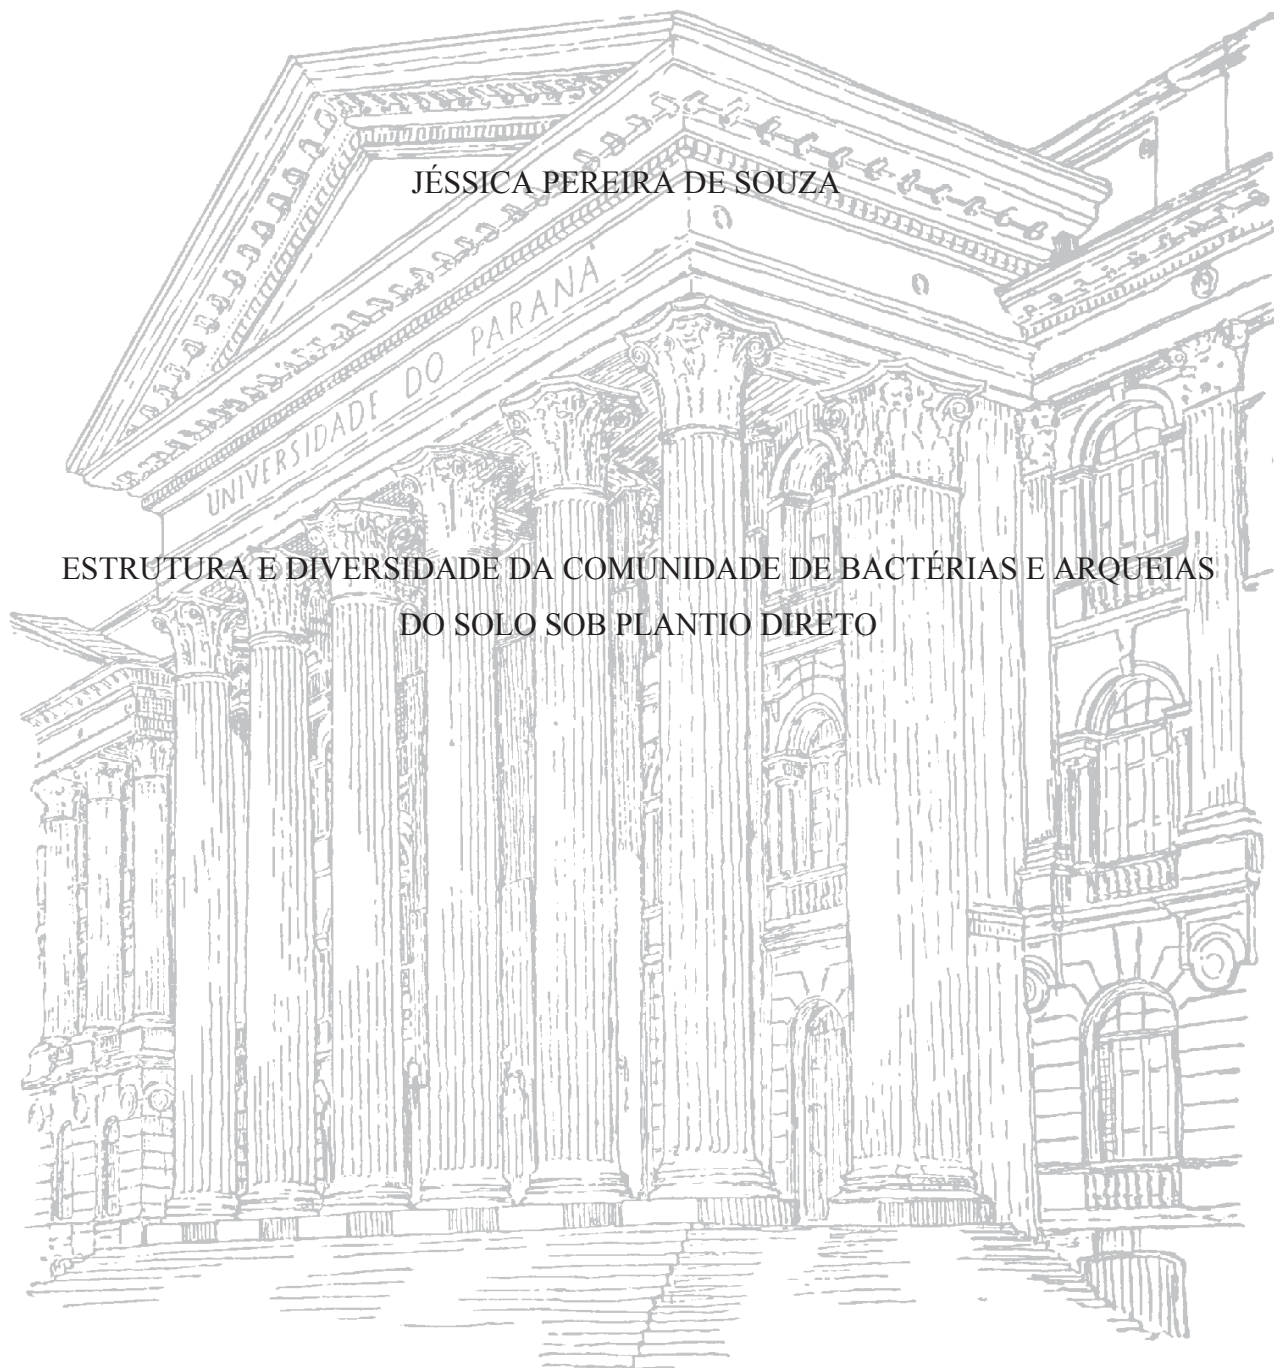 JÉSSICA PEREIRA DE SOUZA
UNIVERSIDADE DO PARANÁ
ESTRUTURA E DIVERSIDADE DA COMUNIDADE DE BACTÉRIAS E ARQUEIAS
DO SOLO SOB PLANTIO DIRETO